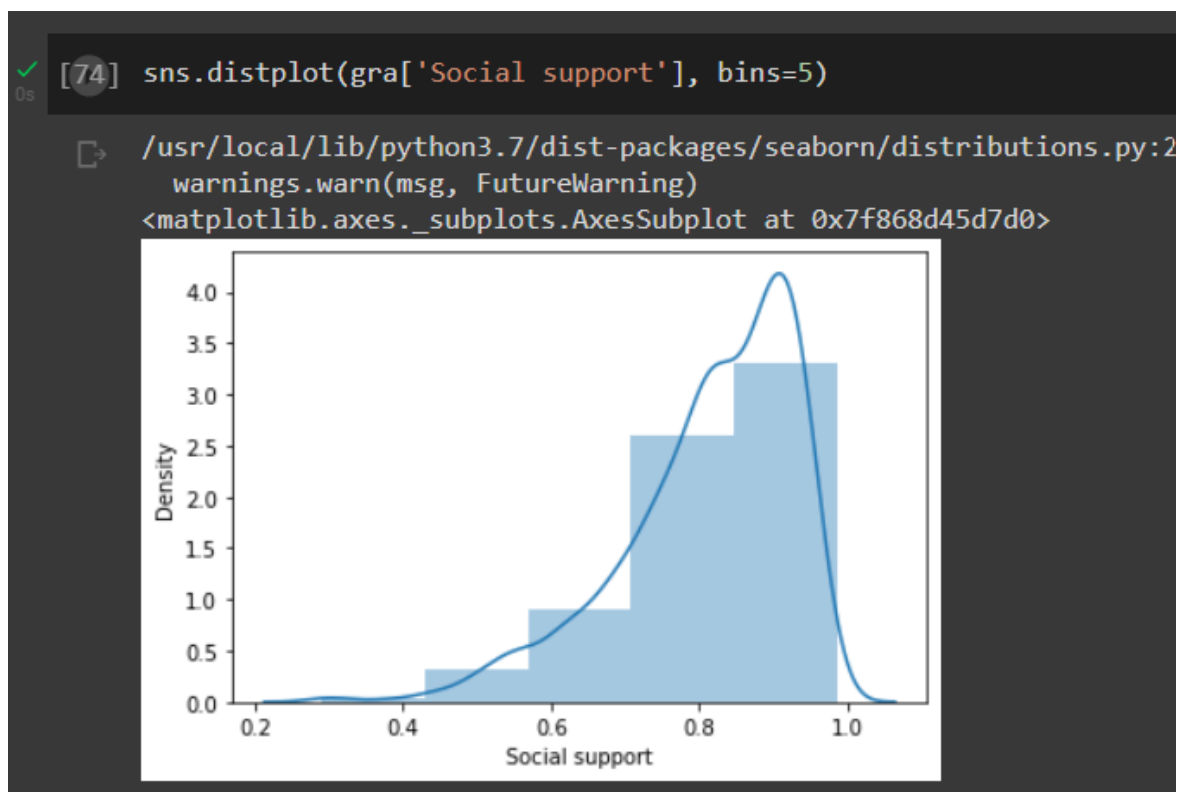 [74] sns.distplot(gra['Social support'], bins=5)
0s
/usr/local/lib/python3.7/dist-packages/seaborn/distributions.py:2
warnings.warn(msg, FutureWarning)
<matplotlib.axes._subplots.AxesSubplot at 0x7f868d45d7d0>
4.0
3.5
3.0
2.5
2.0
1.5
1.0
0.5
0.0
Density
0.2 0.4 0.6 0.8 1.0
Social support